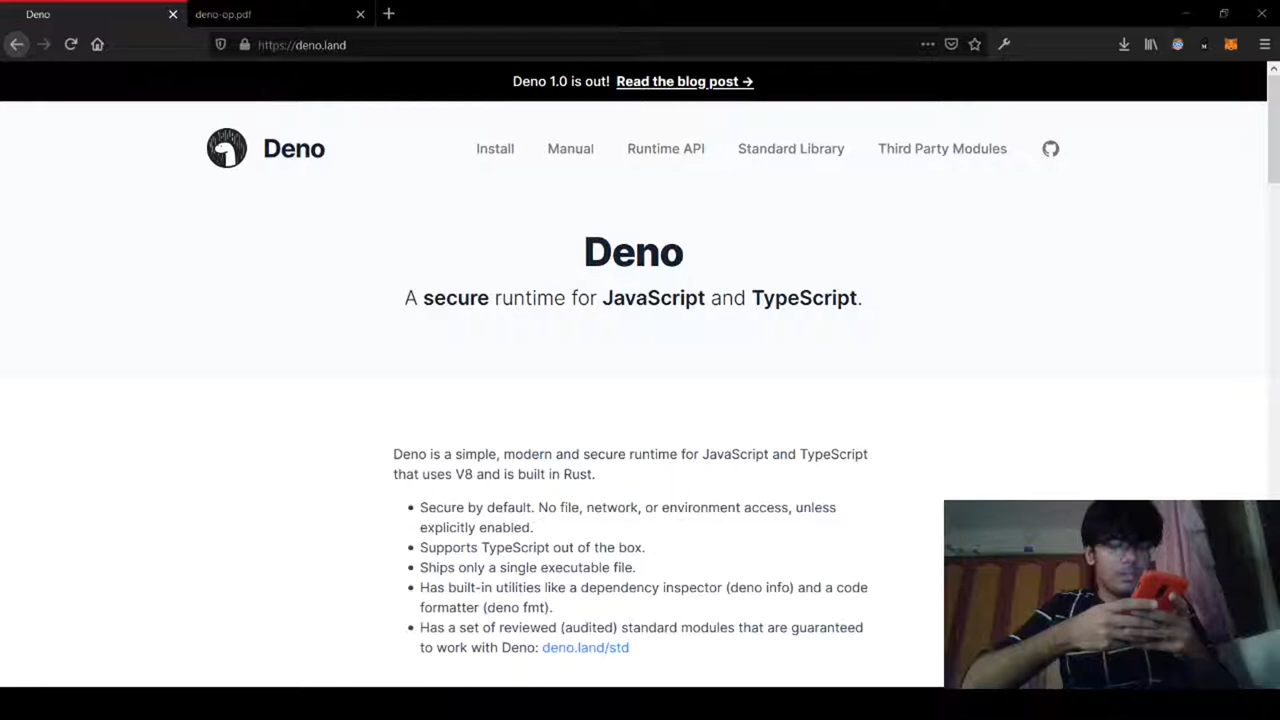 Deno
deno-op.pdf
https://deno.land
Deno 1.0 is out! Read the blog post →
Deno
Install Manual Runtime API Standard Library Third Party Modules
Deno
A secure runtime for JavaScript and TypeScript.
Deno is a simple, modern and secure runtime for JavaScript and TypeScript
that uses V8 and is built in Rust.
• Secure by default. No file, network, or environment access, unless
explicitly enabled.
• Supports TypeScript out of the box.
• Ships only a single executable file.
• Has built-in utilities like a dependency inspector (deno info) and a code
formatter (deno fmt).
• Has a set of reviewed (audited) standard modules that are guaranteed
to work with Deno: deno.land/std